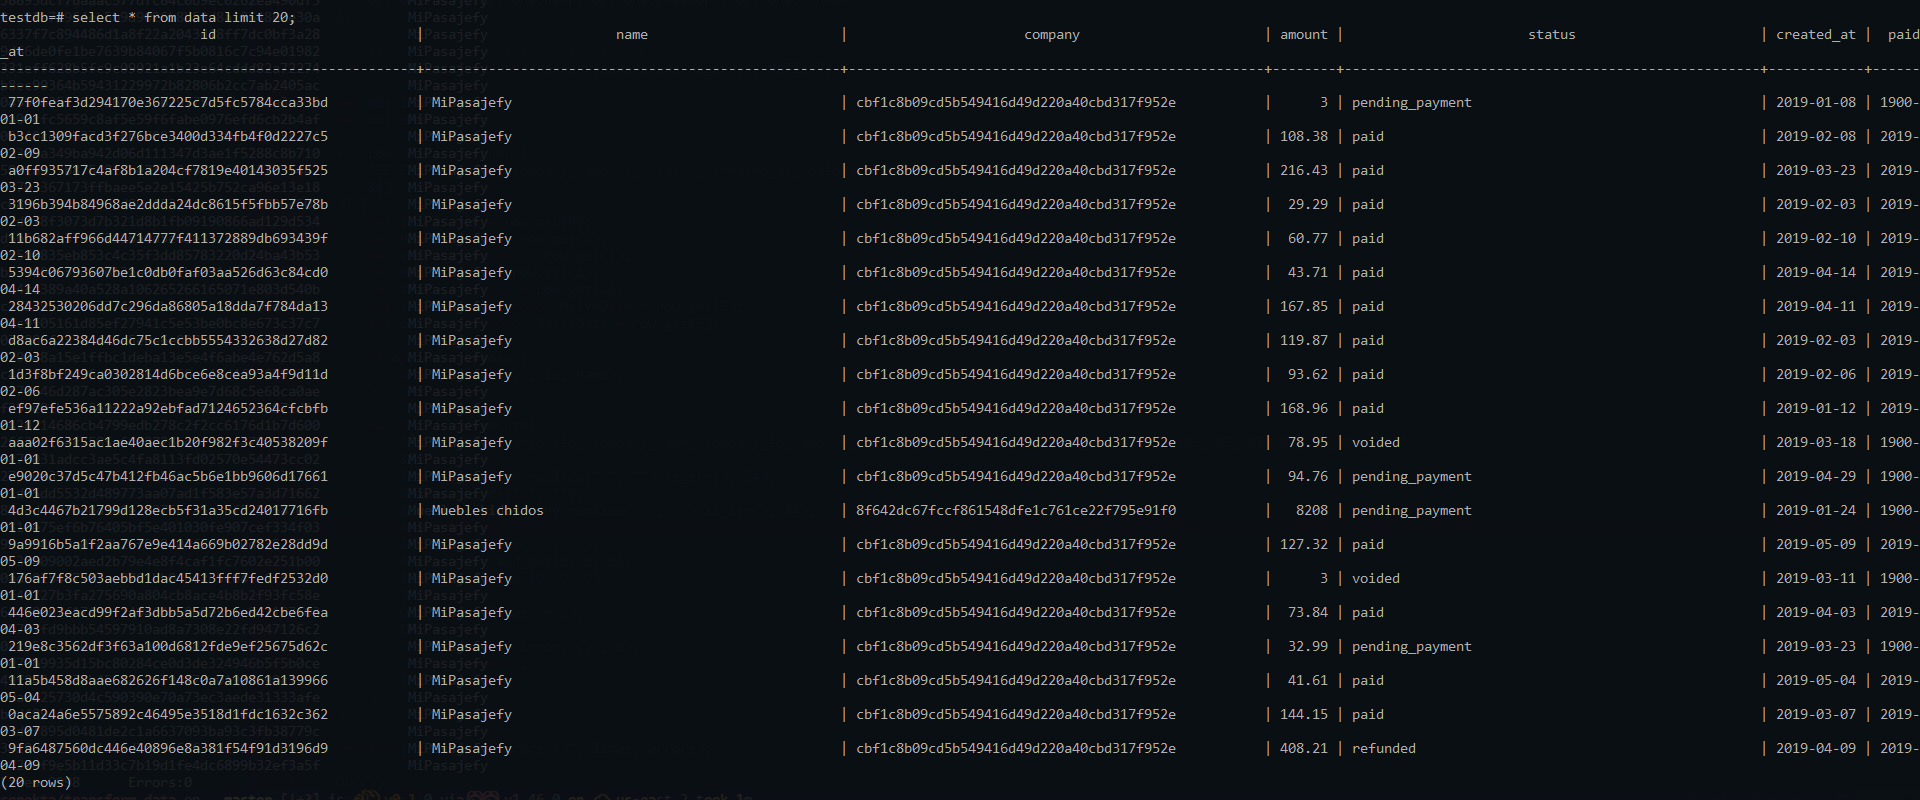 testdb=# select * from data limit 20;
id | name | company | amount | status | created_at | paid
_at
77f0feaf3d294170e367225c7d5fc5784cca33bd | MiPasajefy | cbf1c8b09cd5b549416d49d220a40cbd317f952e | 3 | pending_payment | 2019-01-08 | 1900-
01-01
b3cc1309facd3f276bce3400d334fb4f0d2227c5 | MiPasajefy | cbf1c8b09cd5b549416d49d220a40cbd317f952e | 108.38 | paid | 2019-02-08 | 2019-
02-09
a0ff935717c4af8b1a204cf7819e40143035f525 | MiPasajefy | cbf1c8b09cd5b549416d49d220a40cbd317f952e | 216.43 | paid | 2019-03-23 | 2019-
03-23
3196b394b84968ae2ddda24dc8615f5fbb57e78b | MiPasajefy | cbf1c8b09cd5b549416d49d220a40cbd317f952e | 29.29 | paid | 2019-02-03 | 2019-
02-03
11b682aff966d44714777f411372889db693439f | MiPasajefy | cbf1c8b09cd5b549416d49d220a40cbd317f952e | 60.77 | paid | 2019-02-10 | 2019-
02-10
5394c06793607be1c0db0faf03aa526d63c84cd0 | MiPasajefy | cbf1c8b09cd5b549416d49d220a40cbd317f952e | 43.71 | paid | 2019-04-14 | 2019-
04-14
28432530206dd7c296da86805a18dda7f784da13 | MiPasajefy | cbf1c8b09cd5b549416d49d220a40cbd317f952e | 167.85 | paid | 2019-04-11 | 2019-
04-11
d8ac6a22384d46dc75c1ccbb5554332638d27d82 | MiPasajefy | cbf1c8b09cd5b549416d49d220a40cbd317f952e | 119.87 | paid | 2019-02-03 | 2019-
02-03
1d3f8bf249ca0302814d6bce6e8cea93a4f9d11d | MiPasajefy | cbf1c8b09cd5b549416d49d220a40cbd317f952e | 93.62 | paid | 2019-02-06 | 2019-
02-06
ef97efe536a11222a92ebfad7124652364cfcbfb | MiPasajefy | cbf1c8b09cd5b549416d49d220a40cbd317f952e | 168.96 | paid | 2019-01-12 | 2019-
01-12
aaa02f6315ac1ae40aec1b20f982f3c40538209f | MiPasajefy | cbf1c8b09cd5b549416d49d220a40cbd317f952e | 78.95 | voided | 2019-03-18 | 1900-
01-01
e9020c37d5c47b412fb46ac5b6e1bb9606d17661 | MiPasajefy | cbf1c8b09cd5b549416d49d220a40cbd317f952e | 94.76 | pending_payment | 2019-04-29 | 1900-
01-01
4d3c4467b21799d128ecb5f31a35cd24017716fb | Muebles chidos | 8f642dc67fccf861548dfe1c761ce22f795e91f0 | 8208 | pending_payment | 2019-01-24 | 1900-
01-01
9a9916b5a1f2aa767e9e414a669b02782e28dd9d | MiPasajefy | cbf1c8b09cd5b549416d49d220a40cbd317f952e | 127.32 | paid | 2019-05-09 | 2019-
05-09
176af7f8c503aebbd1dac45413fff7fedf2532d0 | MiPasajefy | cbf1c8b09cd5b549416d49d220a40cbd317f952e | 3 | voided | 2019-03-11 | 1900-
01-01
446e023eacd99f2af3dbb5a5d72b6ed42cbe6fea | MiPasajefy | cbf1c8b09cd5b549416d49d220a40cbd317f952e | 73.84 | paid | 2019-04-03 | 2019-
04-03
219e8c3562df3f63a100d6812fde9ef25675d62c | MiPasajefy | cbf1c8b09cd5b549416d49d220a40cbd317f952e | 32.99 | pending_payment | 2019-03-23 | 1900-
01-01
11a5b458d8aae682626f148c0a7a10861a139966 | MiPasajefy | cbf1c8b09cd5b549416d49d220a40cbd317f952e | 41.61 | paid | 2019-05-04 | 2019-
05-04
0aca24a6e5575892c46495e3518d1fdc1632c362 | MiPasajefy | cbf1c8b09cd5b549416d49d220a40cbd317f952e | 144.15 | paid | 2019-03-07 | 2019-
03-07
9fa6487560dc446e40896e8a381f54f91d3196d9 | MiPasajefy | cbf1c8b09cd5b549416d49d220a40cbd317f952e | 408.21 | refunded | 2019-04-09 | 2019-
04-09
(20 rows)